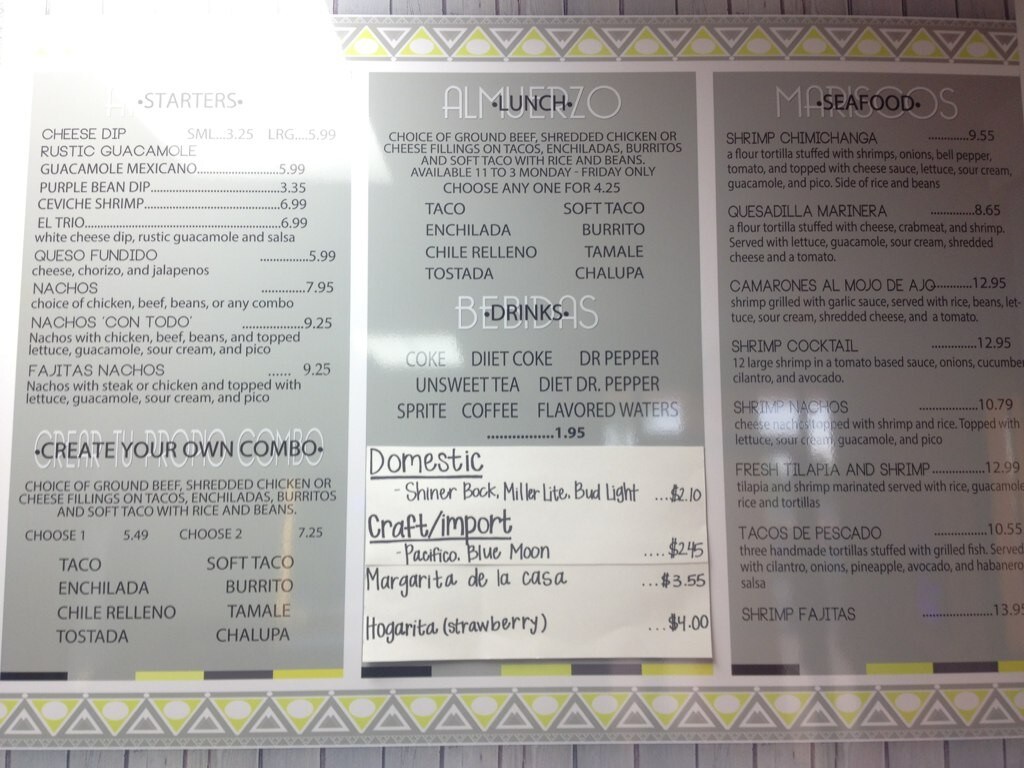 •STARTERS•
CHEESE DIP SML...3.25 LRG....5.99
RUSTIC GUACAMOLE
GUACAMOLE MEXICANO......................5.99
PURPLE BEAN DIP...............................3.35
CEVICHE SHRIMP.................................6.99
EL TRIO................................................6.99
white cheese dip, rustic guacamole and salsa
QUESO FUNDIDO ..............5.99
cheese, chorizo, and jalapenos
NACHOS ..............7.95
choice of chicken, beef, beans, or any combo
NACHOS 'CON TODO' .................9.25
Nachos with chicken, beef, beans, and topped
lettuce, guacamole, sour cream, and pico
FAJITAS NACHOS ...... 9.25
Nachos with steak or chicken and topped with
lettuce, guacamole, sour cream, and pico
CREAR TU PROPIO COMBO
•CREATE YOUR OWN COMBO•
CHOICE OF GROUND BEEF, SHREDDED CHICKEN OR
CHEESE FILLINGS ON TACOS, ENCHILADAS, BURRITOS
AND SOFT TACO WITH RICE AND BEANS.
CHOOSE 1 5.49 CHOOSE 2 7.25
TACO SOFT TACO
ENCHILADA BURRITO
CHILE RELLENO TAMALE
TOSTADA CHALUPA
ALMUERZO
•LUNCH•
CHOICE OF GROUND BEEF, SHREDDED CHICKEN OR
CHEESE FILLINGS ON TACOS, ENCHILADAS, BURRITOS
AND SOFT TACO WITH RICE AND BEANS.
AVAILABLE 11 TO 3 MONDAY - FRIDAY ONLY
CHOOSE ANY ONE FOR 4.25
TACO SOFT TACO
ENCHILADA BURRITO
CHILE RELLENO TAMALE
TOSTADA CHALUPA
BEBIDAS
•DRINKS•
COKE DIIET COKE DR PEPPER
UNSWEET TEA DIET DR. PEPPER
SPRITE COFFEE FLAVORED WATERS
.................1.95
Domestic
- Shiner Bock, Miller Lite, Bud Light ...$2.10
Craft/import
- Pacifico, Blue Moon ....$2.45
Margarita de la casa ...$3.55
Hogarita (strawberry) ...$4.00
MARISCOS
•SEAFOOD•
SHRIMP CHIMICHANGA ............9.55
a flour tortilla stuffed with shrimps, onions, bell pepper,
tomato, and topped with cheese sauce, lettuce, sour cream,
guacamole, and pico. Side of rice and beans
QUESADILLA MARINERA .............8.65
a flour tortilla stuffed with cheese, crabmeat, and shrimp.
Served with lettuce, guacamole, sour cream, shredded
cheese and a tomato.
CAMARONES AL MOJO DE AJO............12.95
shrimp grilled with garlic sauce, served with rice, beans, let-
tuce, sour cream, shredded cheese, and a tomato.
SHRIMP COCKTAIL .............12.95
12 large shrimp in a tomato based sauce, onions, cucumbe
cilantro, and avocado.
SHRIMP NACHOS .................10.79
cheese nachos topped with shrimp and rice. Topped with
lettuce, sour cream, guacamole, and pico
FRESH TILAPIA AND SHRIMP..............12.99
tilapia and shrimp marinated served with rice, guacamole
rice and tortillas
TACOS DE PESCADO .................10.55
three handmade tortillas stuffed with grilled fish. Served
with cilantro, onions, pineapple, avocado, and habanero
salsa
SHRIMP FAJITAS .....................13.9